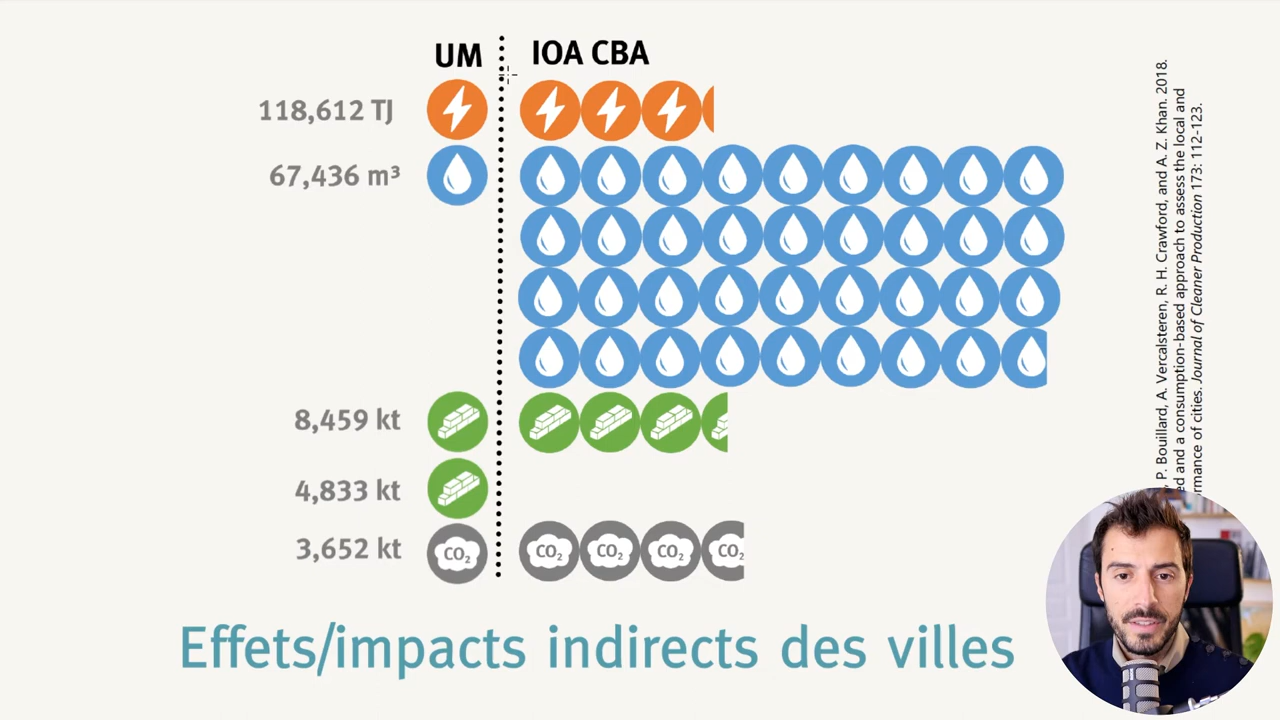 UM
IOA CBA
118,612 TJ
67,436 m³
8,459 kt
4,833 kt
3,652 kt
CO₂
CO₂
CO₂
CO₂
CO₂
Effets/impacts indirects des villes
P. Bouillard, A. Vercalsteren, R. H. Crawford, and A. Z. Khan. 2018.
and a consumption-based approach to assess the local and
of cities. Journal of Cleaner Production 173: 112-123.